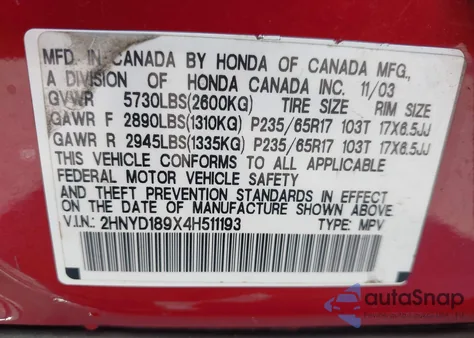 MFD. IN CANADA BY HONDA OF CANADA MFG.,
A DIVISION OF HONDA CANADA INC. 11/03
GVWR 5730LBS(2600KG) TIRE SIZE RIM SIZE
GAWR F 2890LBS(1310KG) P235/65R17 103T 17X6.5JJ
GAWR R 2945LBS(1335KG) P235/65R17 103T 17X6.5JJ
THIS VEHICLE CONFORMS TO ALL APPLICABLE
FEDERAL MOTOR VEHICLE SAFETY
AND THEFT PREVENTION STANDARDS IN EFFECT
ON THE DATE OF MANUFACTURE SHOWN ABOVE.
V.I.N.: 2HNYD189X4H511193 TYPE: MPV
autoSnap